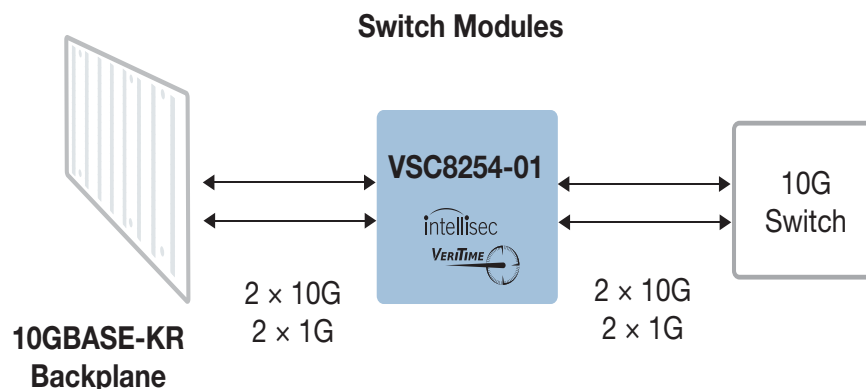 Switch Modules
VSC8254-01
intellisec
VERITIME
10G
Switch
2 × 10G
2 × 1G
2 × 10G
2 × 1G
10GBASE-KR
Backplane